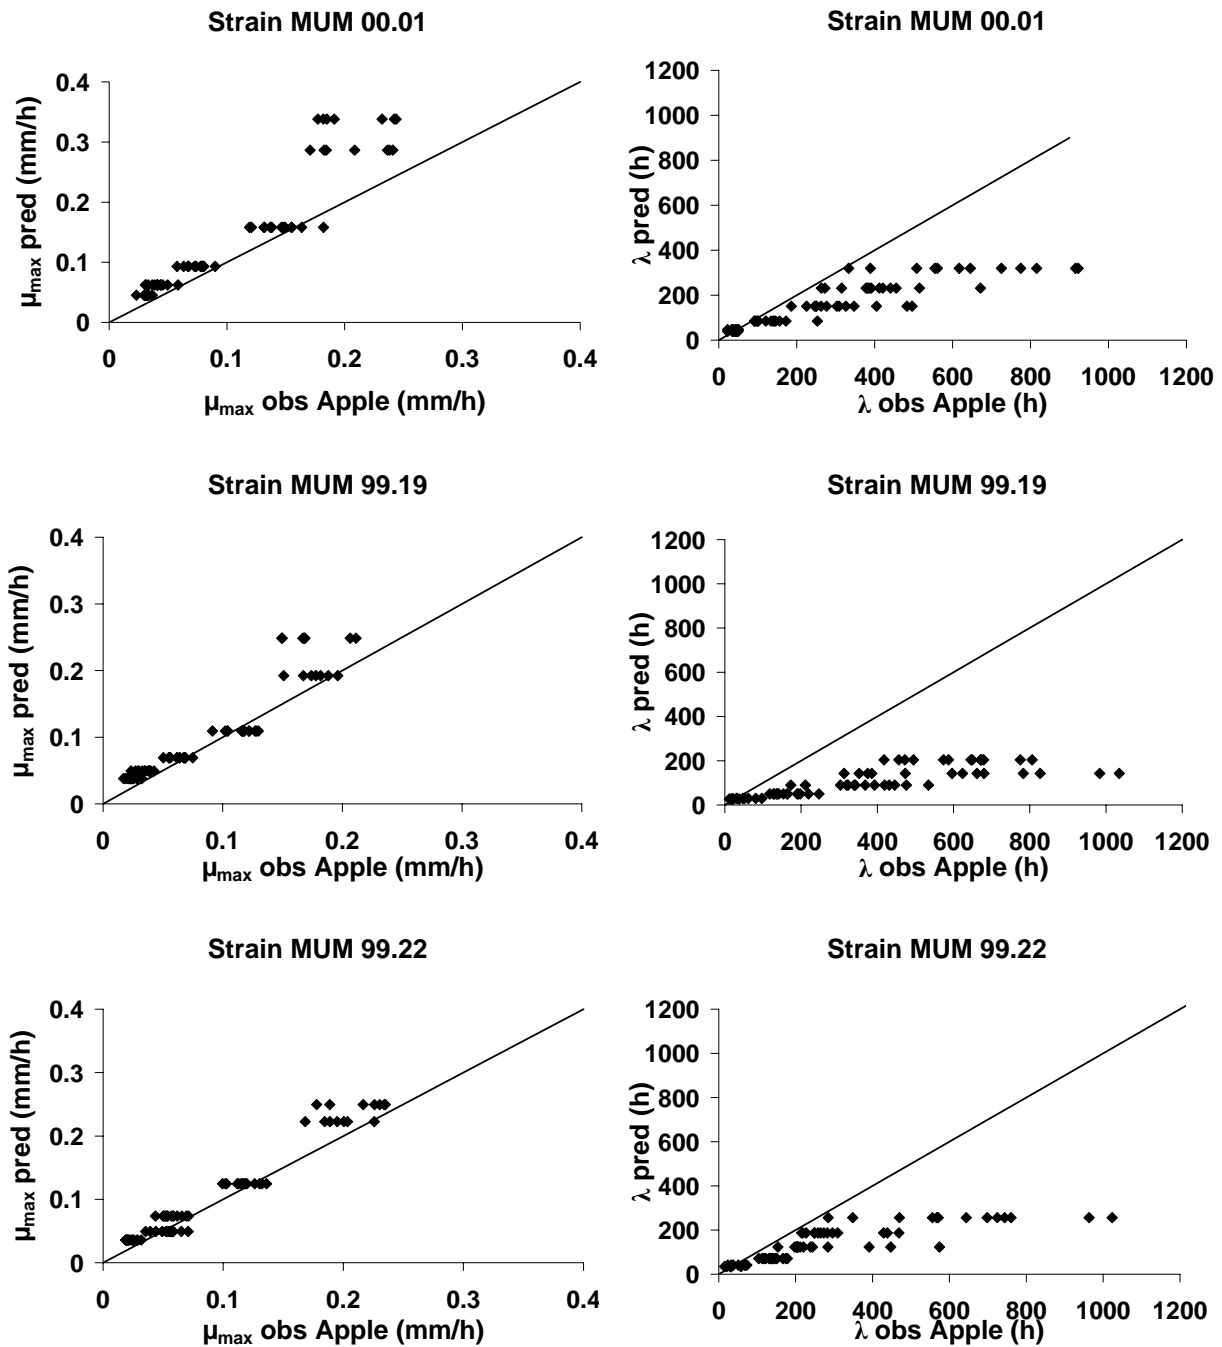 Strain MUM 00.01
μmax pred (mm/h)
0.4
0.3
0.2
0.1
0
0 0.1 0.2 0.3 0.4
μmax obs Apple (mm/h)
Strain MUM 00.01
λ pred (h)
1200
1000
800
600
400
200
0
0 200 400 600 800 1000 1200
λ obs Apple (h)
Strain MUM 99.19
μmax pred (mm/h)
0.4
0.3
0.2
0.1
0
0 0.1 0.2 0.3 0.4
μmax obs Apple (mm/h)
Strain MUM 99.19
λ pred (h)
1200
1000
800
600
400
200
0
0 200 400 600 800 1000 1200
λ obs Apple (h)
Strain MUM 99.22
μmax pred (mm/h)
0.4
0.3
0.2
0.1
0
0 0.1 0.2 0.3 0.4
μmax obs Apple (mm/h)
Strain MUM 99.22
λ pred (h)
1200
1000
800
600
400
200
0
0 200 400 600 800 1000 1200
λ obs Apple (h)